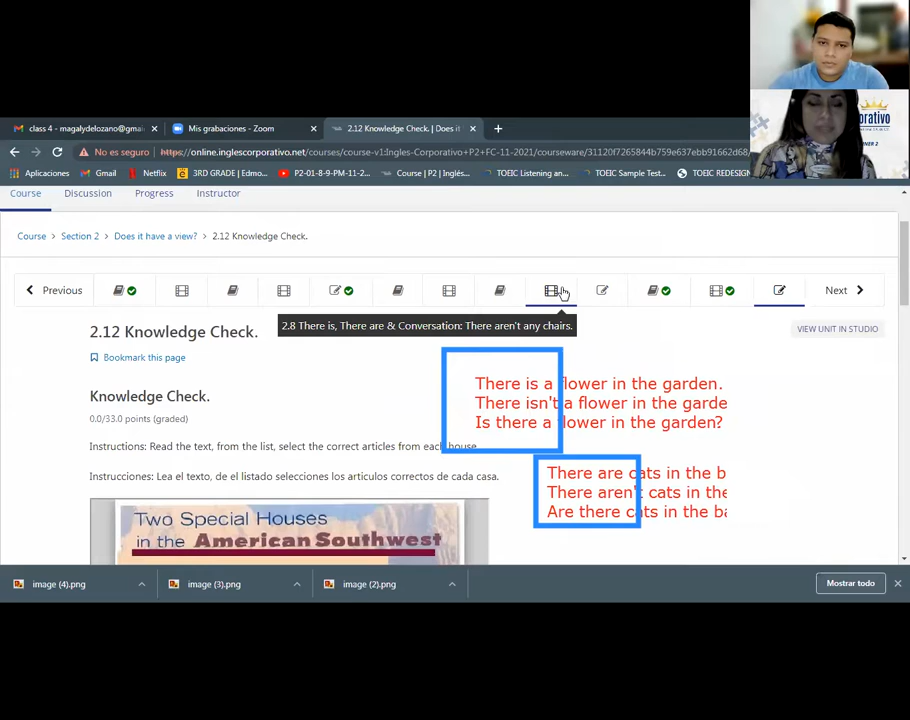 class 4 - magalydelozano@gmai
Mis grabaciones - Zoom
2.12 Knowledge Check. | Does it
No es seguro
https://online.inglescorporativo.net/courses/course-v1:Ingles-Corporativo+P2+FC-11-2021/courseware/31120f7265844b759e637ebb91662d68/
Aplicaciones
Gmail
Netflix
3RD GRADE | Edmo...
P2-01-8-9-PM-11-2...
Course | P2 | Inglés...
TOEIC Listening an...
TOEIC Sample Test...
TOEC REDESIGN
Course
Discussion
Progress
Instructor
Course > Section 2 > Does it have a view? > 2.12 Knowledge Check.
Previous
Next
2.8 There is, There are & Conversation: There aren't any chairs.
2.12 Knowledge Check.
VIEW UNIT IN STUDIO
Bookmark this page
Knowledge Check.
0.0/33.0 points (graded)
Instructions: Read the text, from the list, select the correct articles from each house.
Instrucciones: Lea el texto, de el listado selecciones los articulos correctos de cada casa.
There is a flower in the garden.
There isn't a flower in the garde
Is there a flower in the garden?
There are cats in the b
There aren't cats in the
Are there cats in the ba
Two Special Houses
in the American Southwest
image (4).png
image (3).png
image (2).png
Mostrar todo